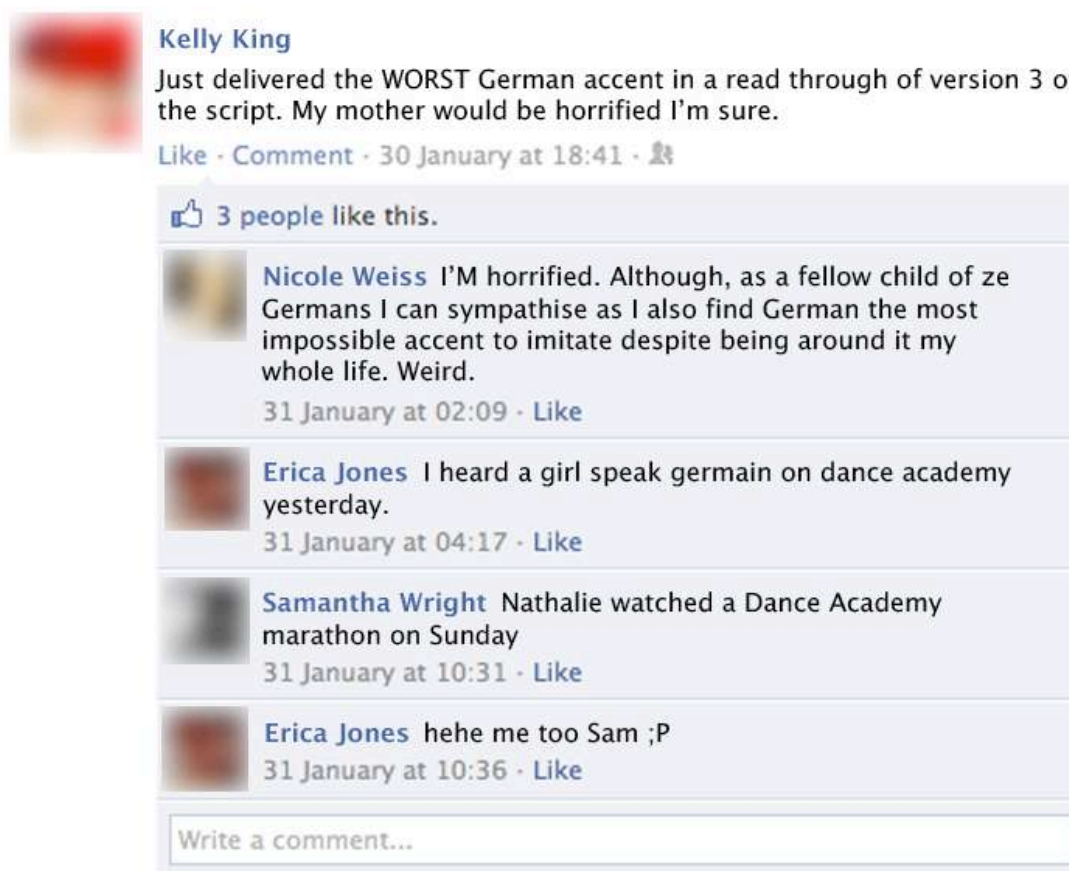 Kelly King
Just delivered the WORST German accent in a read through of version 3 o
the script. My mother would be horrified I'm sure.
Like · Comment · 30 January at 18:41 ·
3 people like this.
Nicole Weiss I'M horrified. Although, as a fellow child of ze
Germans I can sympathise as I also find German the most
impossible accent to imitate despite being around it my
whole life. Weird.
31 January at 02:09 · Like
Erica Jones I heard a girl speak germain on dance academy
yesterday.
31 January at 04:17 · Like
Samantha Wright Nathalie watched a Dance Academy
marathon on Sunday
31 January at 10:31 · Like
Erica Jones hehe me too Sam ;P
31 January at 10:36 · Like
Write a comment...